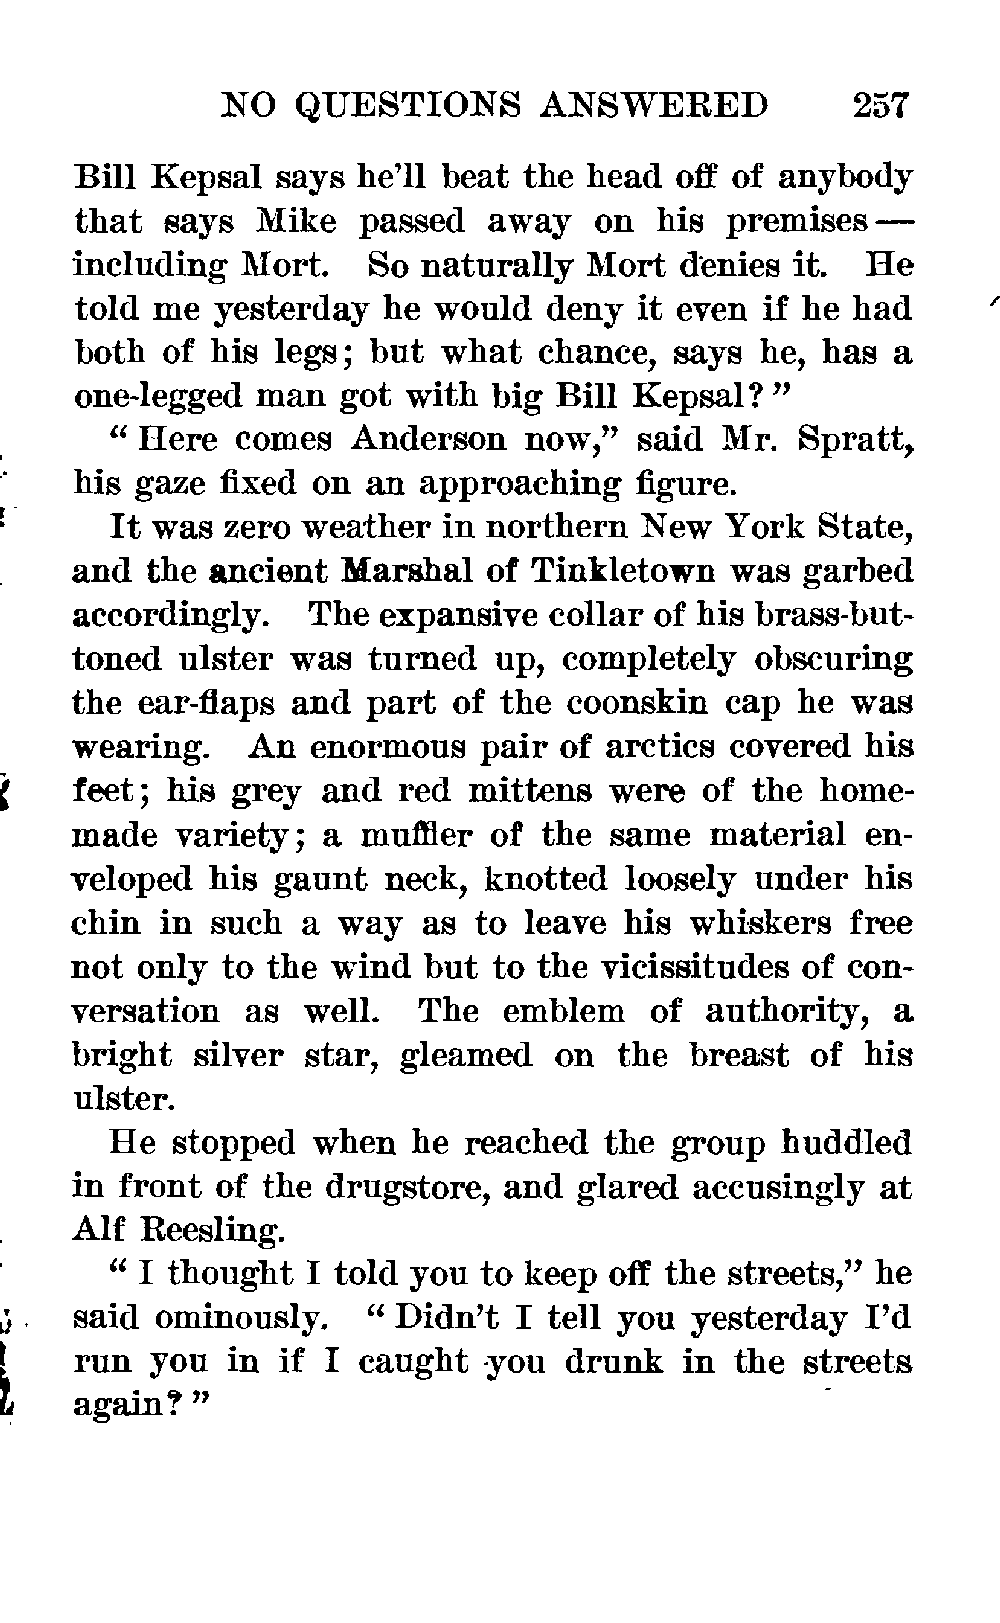 NO QUESTIONS ANSWERED 257
Bill Kepsal says he'll beat the head off of anybody
that says Mike passed away on his premises—
including Mort. So naturally Mort denies it. He
told me yesterday he would deny it even if he had
both of his legs; but what chance, says he, has a
one-legged man got with big Bill Kepsal?"
"Here comes Anderson now," said Mr. Spratt,
his gaze fixed on an approaching figure.
It was zero weather in northern New York State,
and the ancient Marshal of Tinkletown was garbed
accordingly. The expansive collar of his brass-but-
toned ulster was turned up, completely obscuring
the ear-flaps and part of the coonskin cap he was
wearing. An enormous pair of arctics covered his
feet; his grey and red mittens were of the home-
made variety; a muffler of the same material en-
veloped his gaunt neck, knotted loosely under his
chin in such a way as to leave his whiskers free
not only to the wind but to the vicissitudes of con-
versation as well. The emblem of authority, a
bright silver star, gleamed on the breast of his
ulster.
He stopped when he reached the group huddled
in front of the drugstore, and glared accusingly at
Alf Reesling.
"I thought I told you to keep off the streets," he
said ominously. "Didn't I tell you yesterday I'd
run you in if I caught you drunk in the streets
again?"